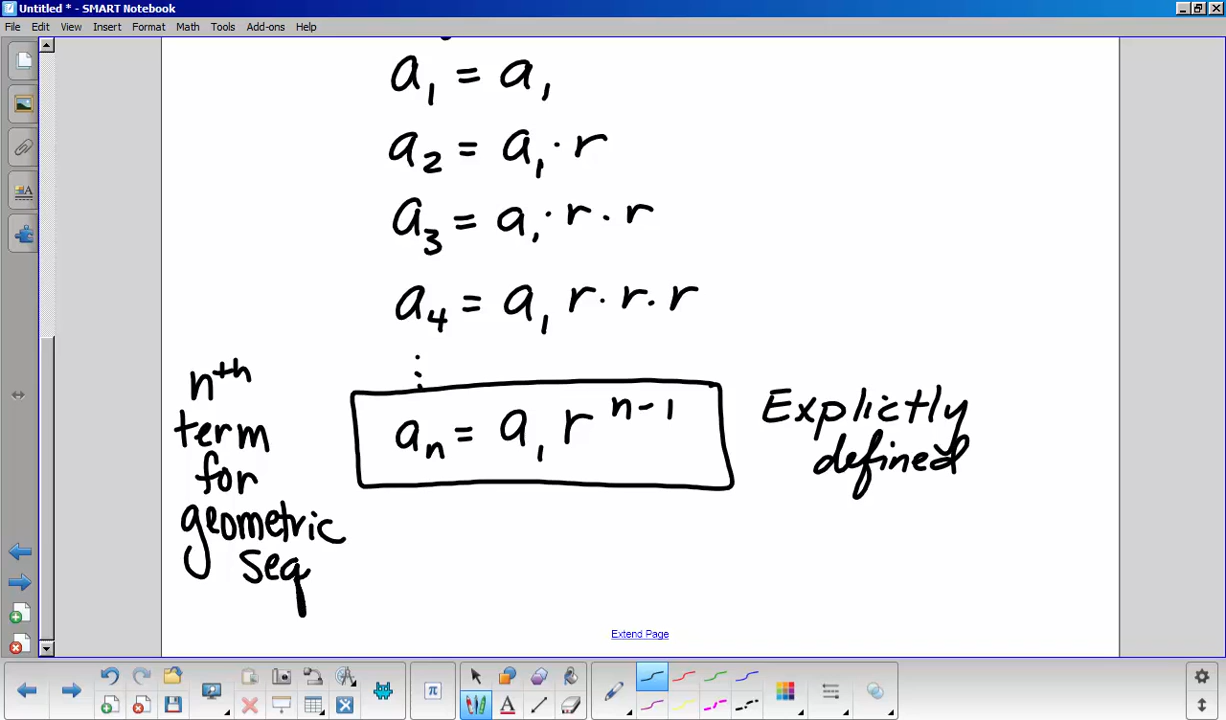 Untitled * - SMART Notebook
File Edit View Insert Format Math Tools Add-ons Help
a₁ = a₁
a₂ = a₁ · r
a₃ = a₁ · r · r
a₄ = a₁ r · r · r
⋮
nᵗʰ
term
for
geometric
seq
aₙ = a₁ rⁿ⁻¹
Explictly
defined
Extend Page